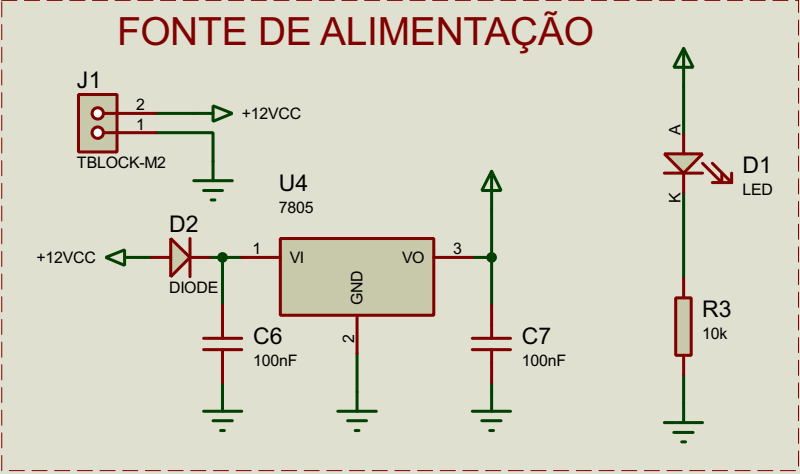 FONTE DE ALIMENTAÇÃO
J1
2
+12VCC
1
TBLOCK-M2
A
D1
LED
K
U4
7805
D2
+12VCC
DIODE
1
VI
VO
3
GND
2
C6
100nF
C7
100nF
R3
10k